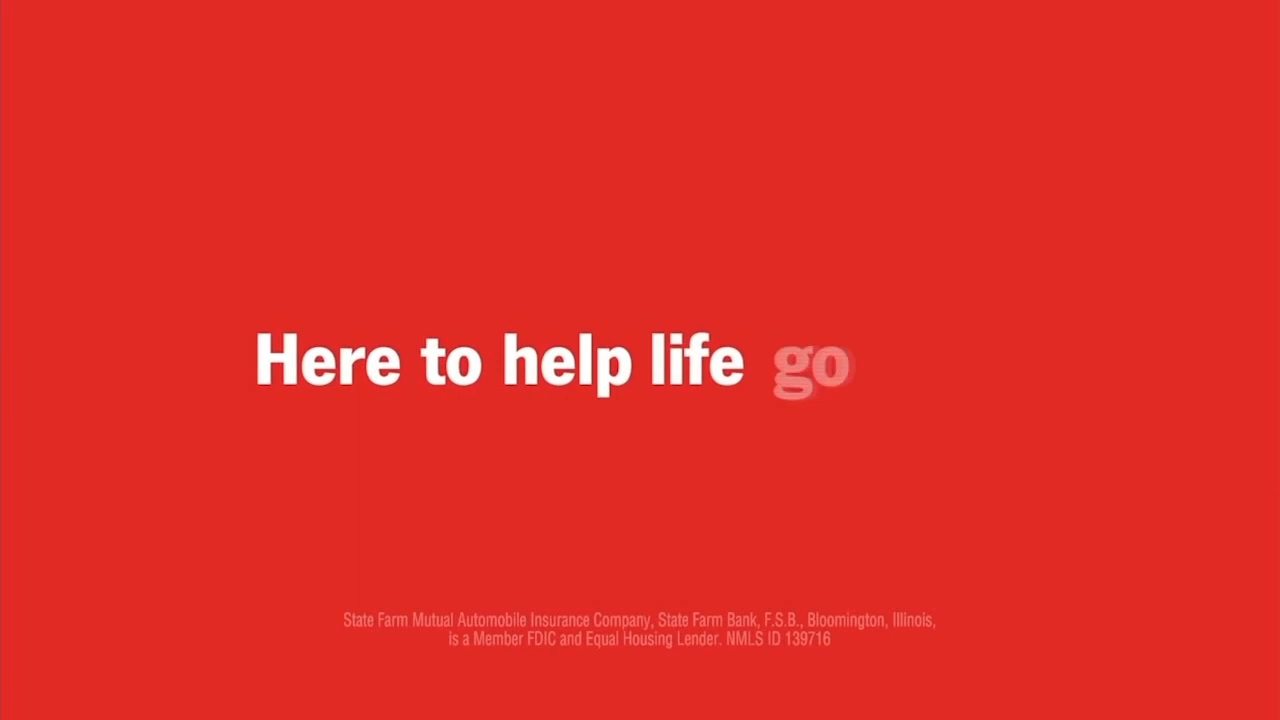 Here to help life go
State Farm Mutual Automobile Insurance Company, State Farm Bank, F.S.B., Bloomington, Illinois,
is a Member FDIC and Equal Housing Lender. NMLS ID 139716